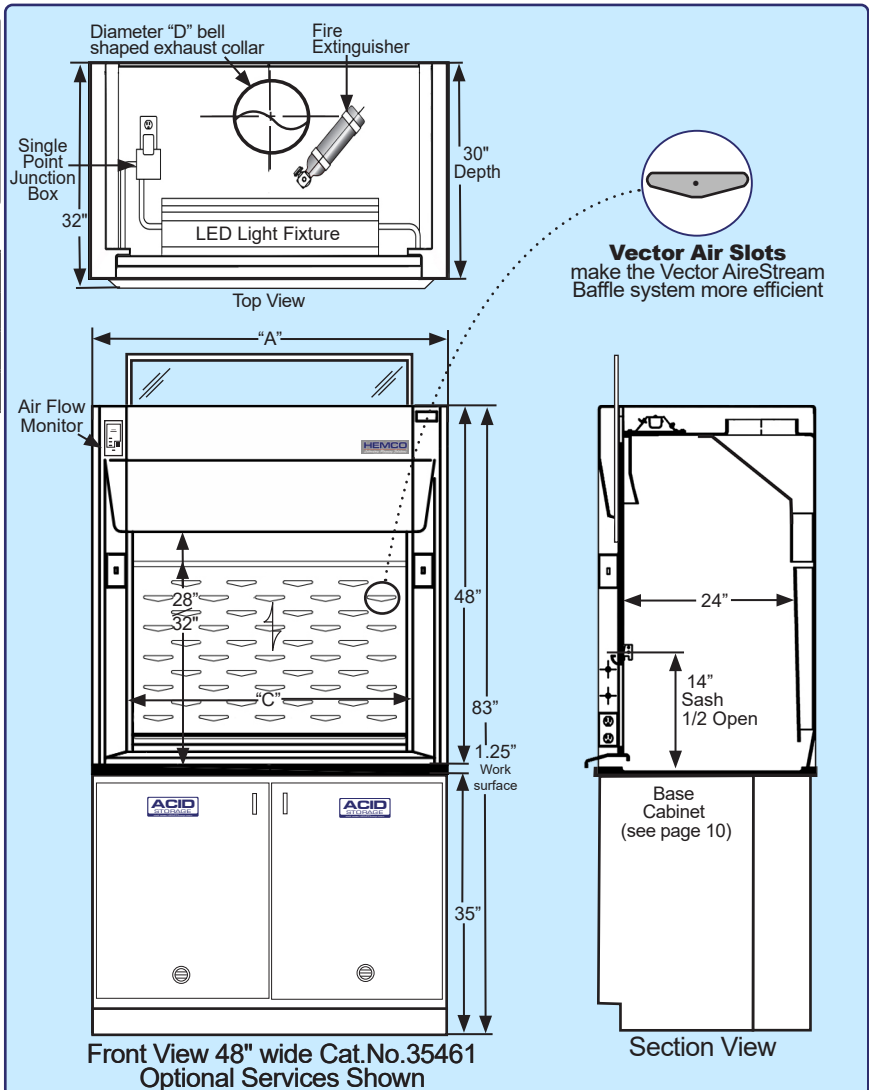 Diameter “D” bell
shaped exhaust collar
Fire
Extinguisher
Single
Point
Junction
Box
32"
30"
Depth
LED Light Fixture
Top View
Vector Air Slots
make the Vector AireStream
Baffle system more efficient
“A”
Air Flow
Monitor
HEMCO
28”
32"
48”
“C”
83”
1.25”
Work
surface
ACID
STORAGE
ACID
STORAGE
35”
Front View 48" wide Cat.No.35461
Optional Services Shown
24”
14”
Sash
1/2 Open
Base
Cabinet
(see page 10)
Section View